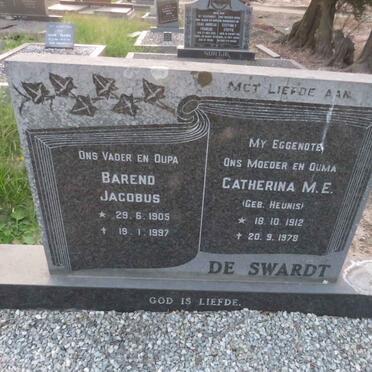 MET LIEFDE AAN
ONS VADER EN OUPA
BAREND
JACOBUS
* 29.6.1905
✝ 19.1.1997
MY EGGENOTE,
ONS MOEDER EN OUMA
CATHERINA M.E.
(GEB. HEUNIS)
* 18.10.1912
✝ 20.9.1978
DE SWARDT
GOD IS LIEFDE.